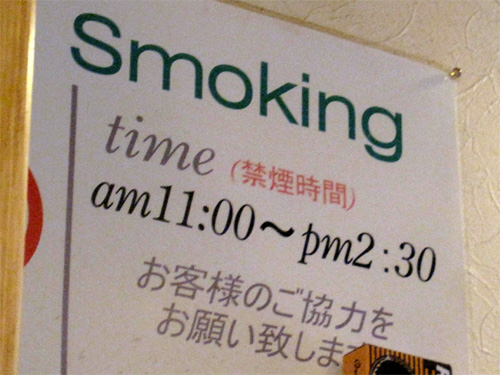 Smoking
time (禁煙時間)
am11:00～pm2:30
お客様のご協力を
お願い致しま